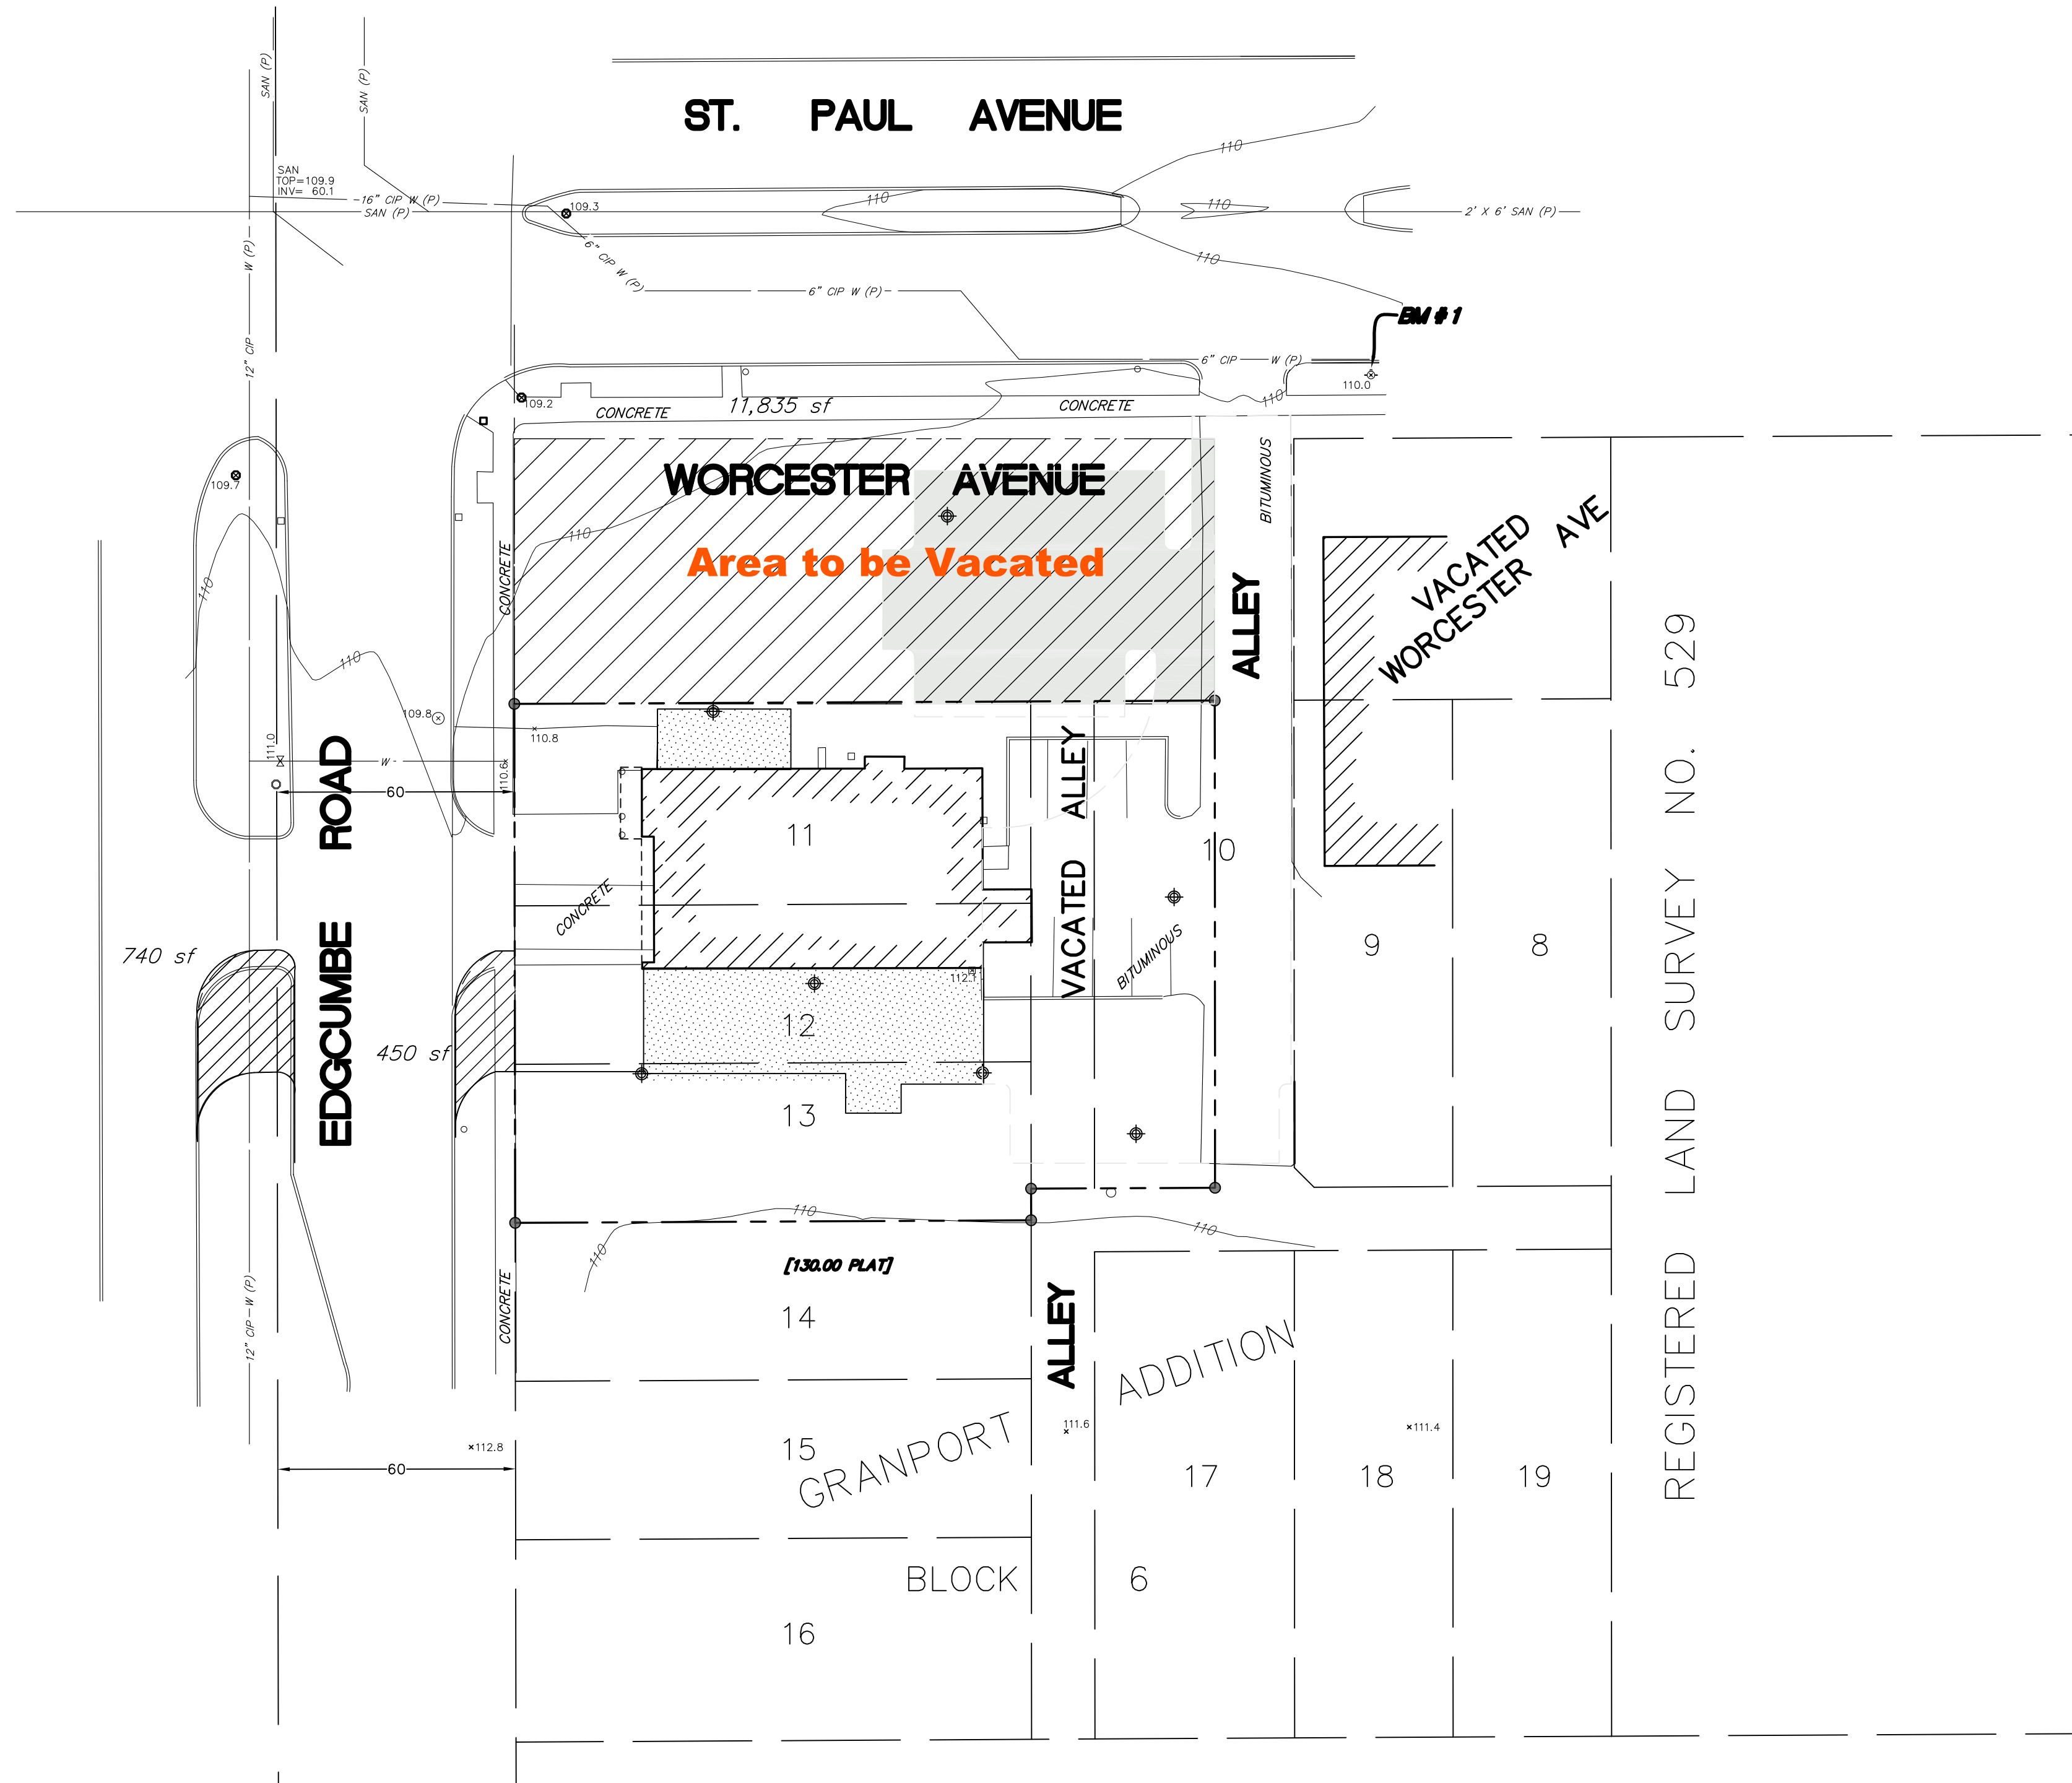 SAN (P)
SAN (P)
ST. PAUL AVENUE
110
SAN
TOP=109.9
INV= 60.1
16" CIP W (P)
SAN (P)
109.3
110
110
2' X 6' SAN (P)
12" CIP W (P)
6" CIP W (P)
110
6" CIP W (P)
BM # 1
6" CIP W (P)
110.0
109.2
CONCRETE
11,835 sf
CONCRETE
110
109.7
WORCESTER AVENUE
BITUMINOUS
110
Area to be Vacated
VACATED
WORCESTER AVE
CONCRETE
110
ALLEY
110
109.8
110.8
111.0
W
110.6
60
EDGCUMBE ROAD
VACATED ALLEY
11
10
REGISTERED LAND SURVEY NO. 529
CONCRETE
9
8
740 sf
BITUMINOUS
112.1
12
450 sf
13
110
110
110
[130.00 PLAT]
12" CIP W (P)
CONCRETE
14
ALLEY
GRANPORT ADDITION
111.6
111.4
112.8
15
60
17
18
19
BLOCK 6
16